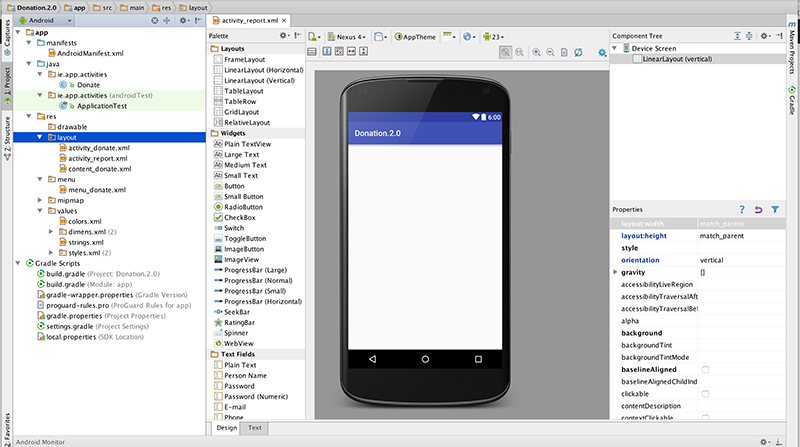 Donation.2.0 app src main res layout
Captures
1: Project
7: Structure
2: Favorites
Android
app
manifests
AndroidManifest.xml
java
ie.app.activities
Donate
ie.app.activities (androidTest)
ApplicationTest
res
drawable
layout
activity_donate.xml
activity_report.xml
content_donate.xml
menu
menu_donate.xml
mipmap
values
colors.xml
dimens.xml (2)
strings.xml
styles.xml (2)
Gradle Scripts
build.gradle (Project: Donation.2.0)
build.gradle (Module: app)
gradle-wrapper.properties (Gradle Version)
proguard-rules.pro (ProGuard Rules for app)
gradle.properties (Project Properties)
settings.gradle (Project Settings)
local.properties (SDK Location)
Android Monitor
activity_report.xml
Palette
Layouts
FrameLayout
LinearLayout (Horizontal)
LinearLayout (Vertical)
TableLayout
TableRow
GridLayout
RelativeLayout
Widgets
Plain TextView
Large Text
Medium Text
Small Text
Button
Small Button
RadioButton
CheckBox
Switch
ToggleButton
ImageButton
ImageView
ProgressBar (Large)
ProgressBar (Normal)
ProgressBar (Small)
ProgressBar (Horizontal)
SeekBar
RatingBar
Spinner
WebView
Text Fields
Plain Text
Person Name
Password
Password (Numeric)
E-mail
Phone
Design Text
Nexus 4 AppTheme 23
6:00
Donation.2.0
Component Tree
Device Screen
LinearLayout (vertical)
Properties
layout:width match_parent
layout:height match_parent
style
orientation vertical
gravity []
accessibilityLiveRegion
accessibilityTraversalAft
accessibilityTraversalBef
alpha
background
backgroundTint
backgroundTintMode
baselineAligned
baselineAlignedChildInd
clickable
contentDescription
contextClickable
Maven Projects
Gradle